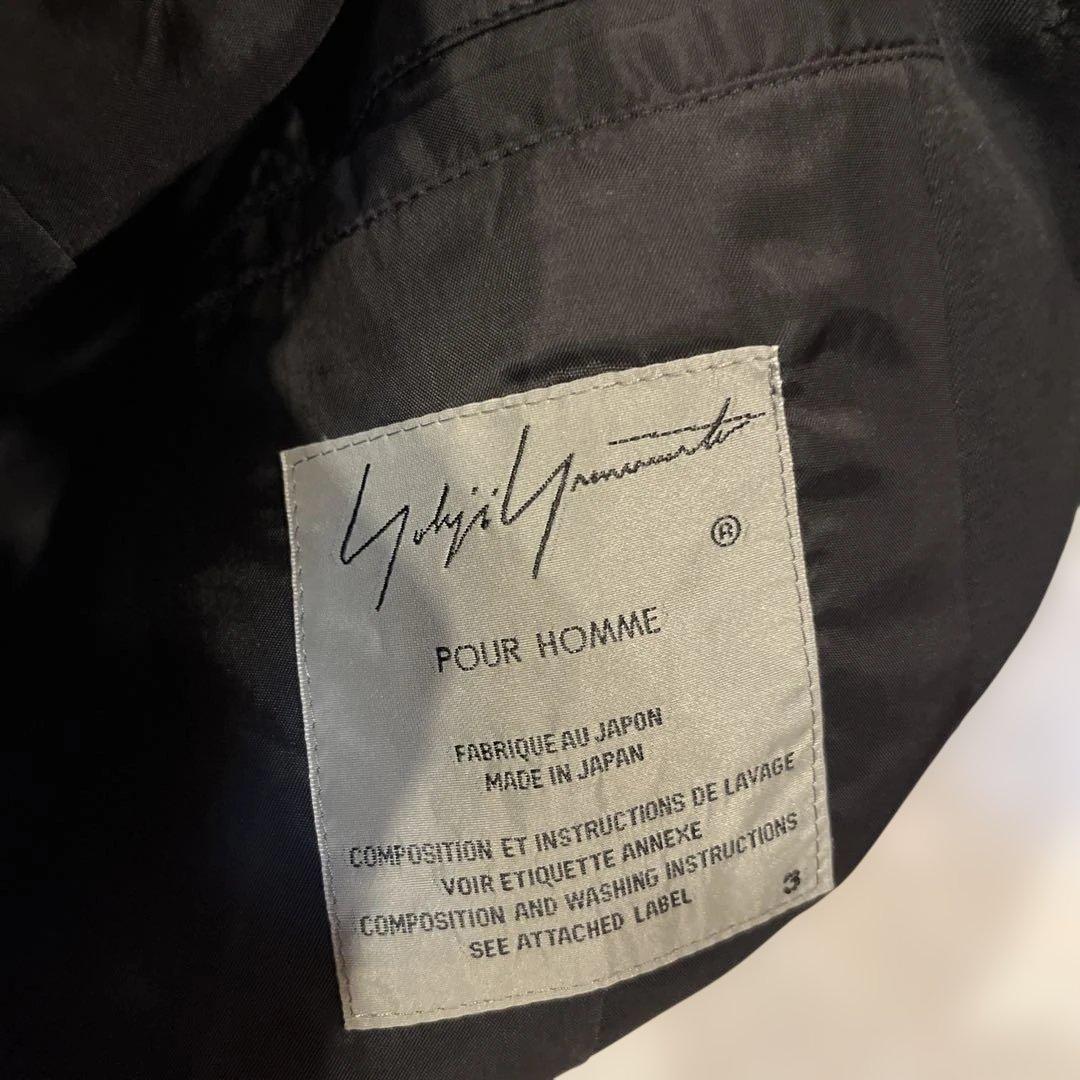 Yohji Yamamoto
®
POUR HOMME
FABRIQUE AU JAPON
MADE IN JAPAN
COMPOSITION ET INSTRUCTIONS DE LAVAGE
VOIR ETIQUETTE ANNEXE
COMPOSITION AND WASHING INSTRUCTIONS
SEE ATTACHED LABEL
3